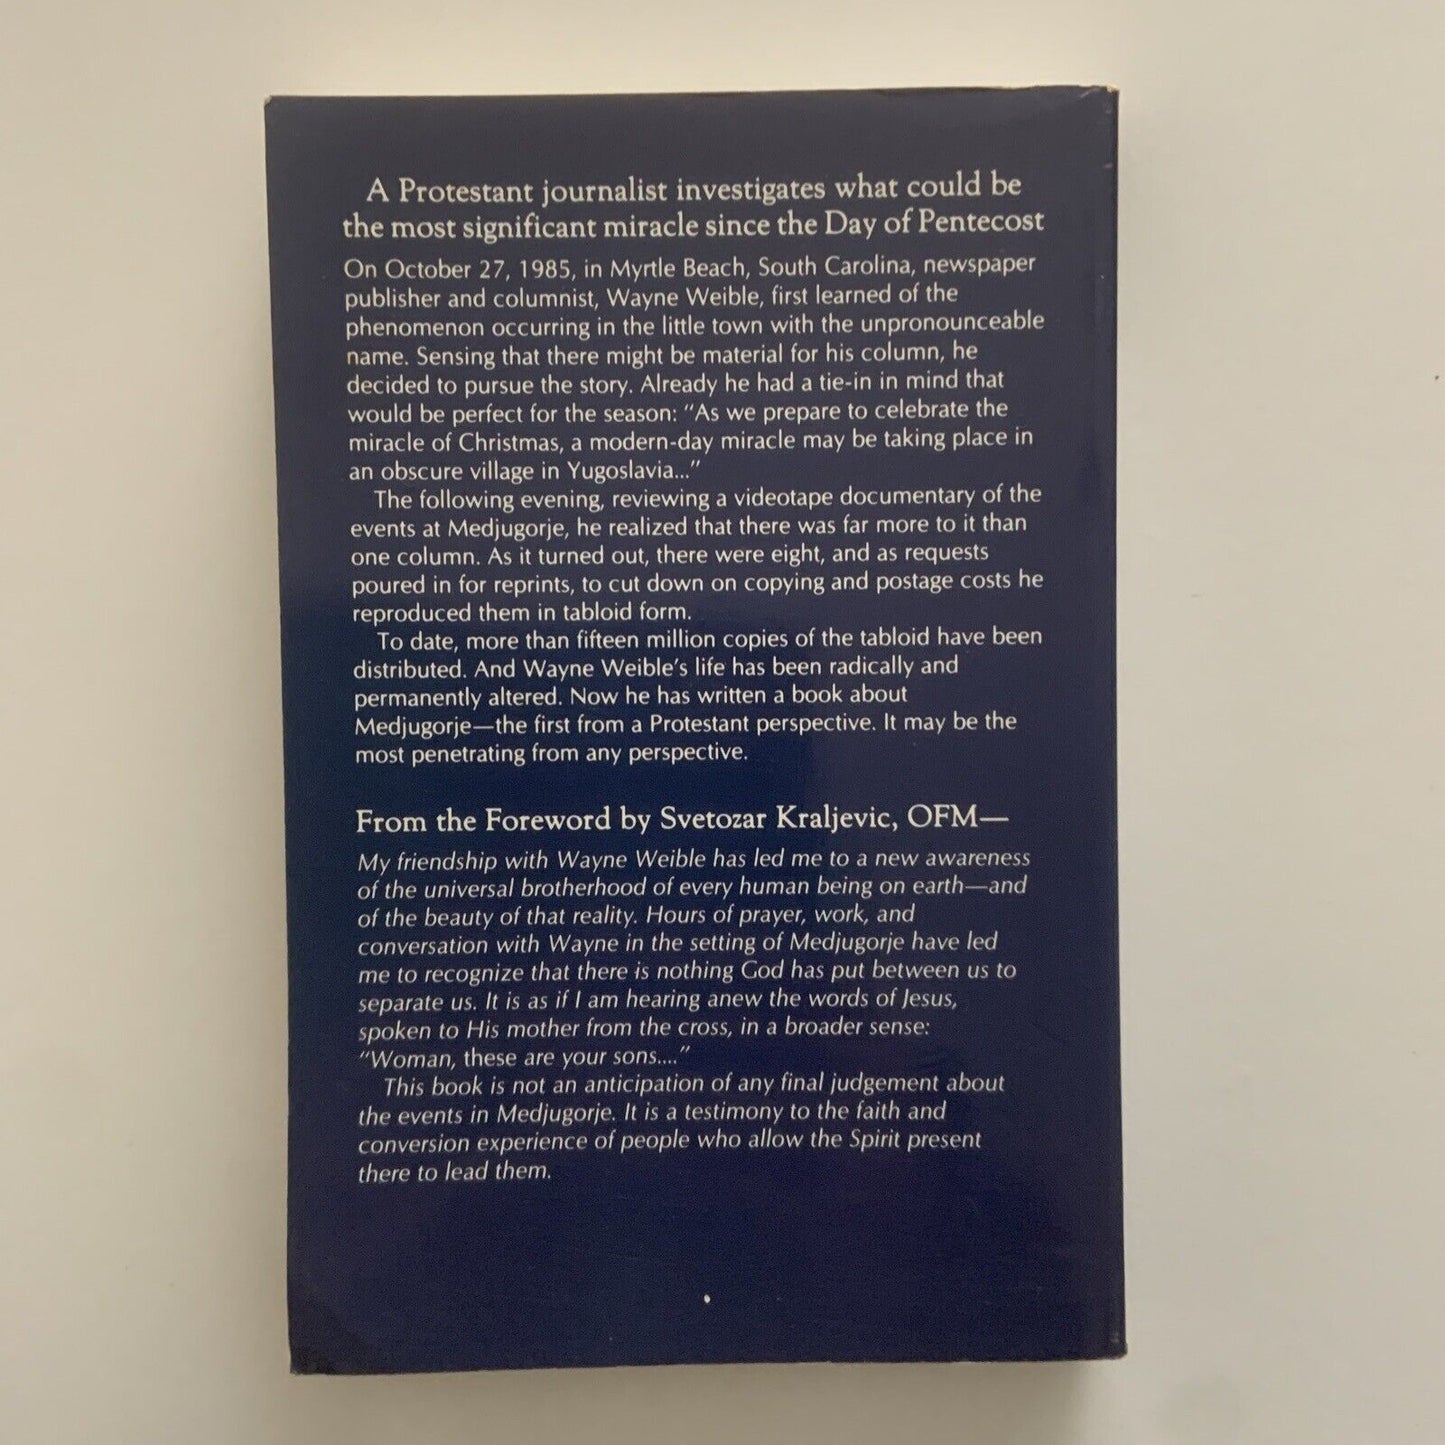 A Protestant journalist investigates what could be
the most significant miracle since the Day of Pentecost
On October 27, 1985, in Myrtle Beach, South Carolina, newspaper
publisher and columnist, Wayne Weible, first learned of the
phenomenon occurring in the little town with the unpronounceable
name. Sensing that there might be material for his column, he
decided to pursue the story. Already he had a tie-in in mind that
would be perfect for the season: "As we prepare to celebrate the
miracle of Christmas, a modern-day miracle may be taking place in
an obscure village in Yugoslavia..."
The following evening, reviewing a videotape documentary of the
events at Medjugorje, he realized that there was far more to it than
one column. As it turned out, there were eight, and as requests
poured in for reprints, to cut down on copying and postage costs he
reproduced them in tabloid form.
To date, more than fifteen million copies of the tabloid have been
distributed. And Wayne Weible's life has been radically and
permanently altered. Now he has written a book about
Medjugorje—the first from a Protestant perspective. It may be the
most penetrating from any perspective.
From the Foreword by Svetozar Kraljevic, OFM—
My friendship with Wayne Weible has led me to a new awareness
of the universal brotherhood of every human being on earth—and
of the beauty of that reality. Hours of prayer, work, and
conversation with Wayne in the setting of Medjugorje have led
me to recognize that there is nothing God has put between us to
separate us. It is as if I am hearing anew the words of Jesus,
spoken to His mother from the cross, in a broader sense:
"Woman, these are your sons...."
This book is not an anticipation of any final judgement about
the events in Medjugorje. It is a testimony to the faith and
conversion experience of people who allow the Spirit present
there to lead them.